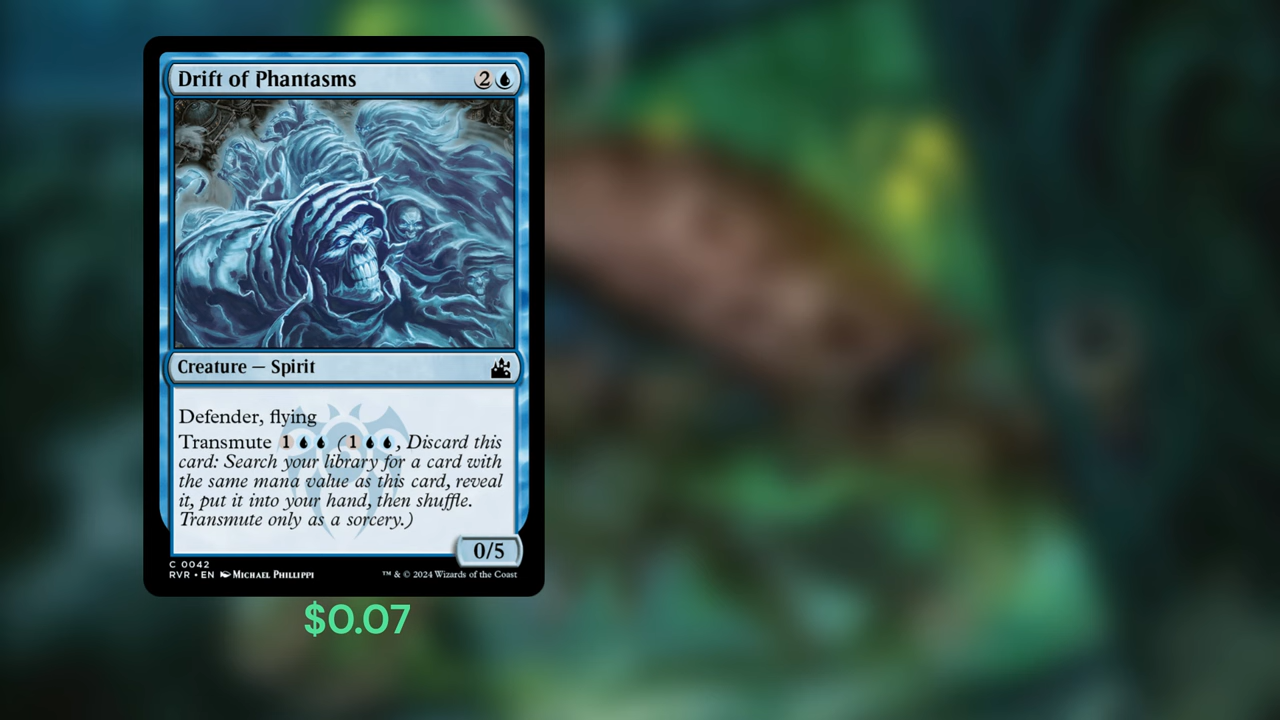 Drift of Phantasms 2
Creature — Spirit
Defender, flying
Transmute 1 (1, Discard this
card: Search your library for a card with
the same mana value as this card, reveal
it, put it into your hand, then shuffle.
Transmute only as a sorcery.)
0/5
C 0042
RVR • EN Michael Phillippi ™ & © 2024 Wizards of the Coast
$0.07